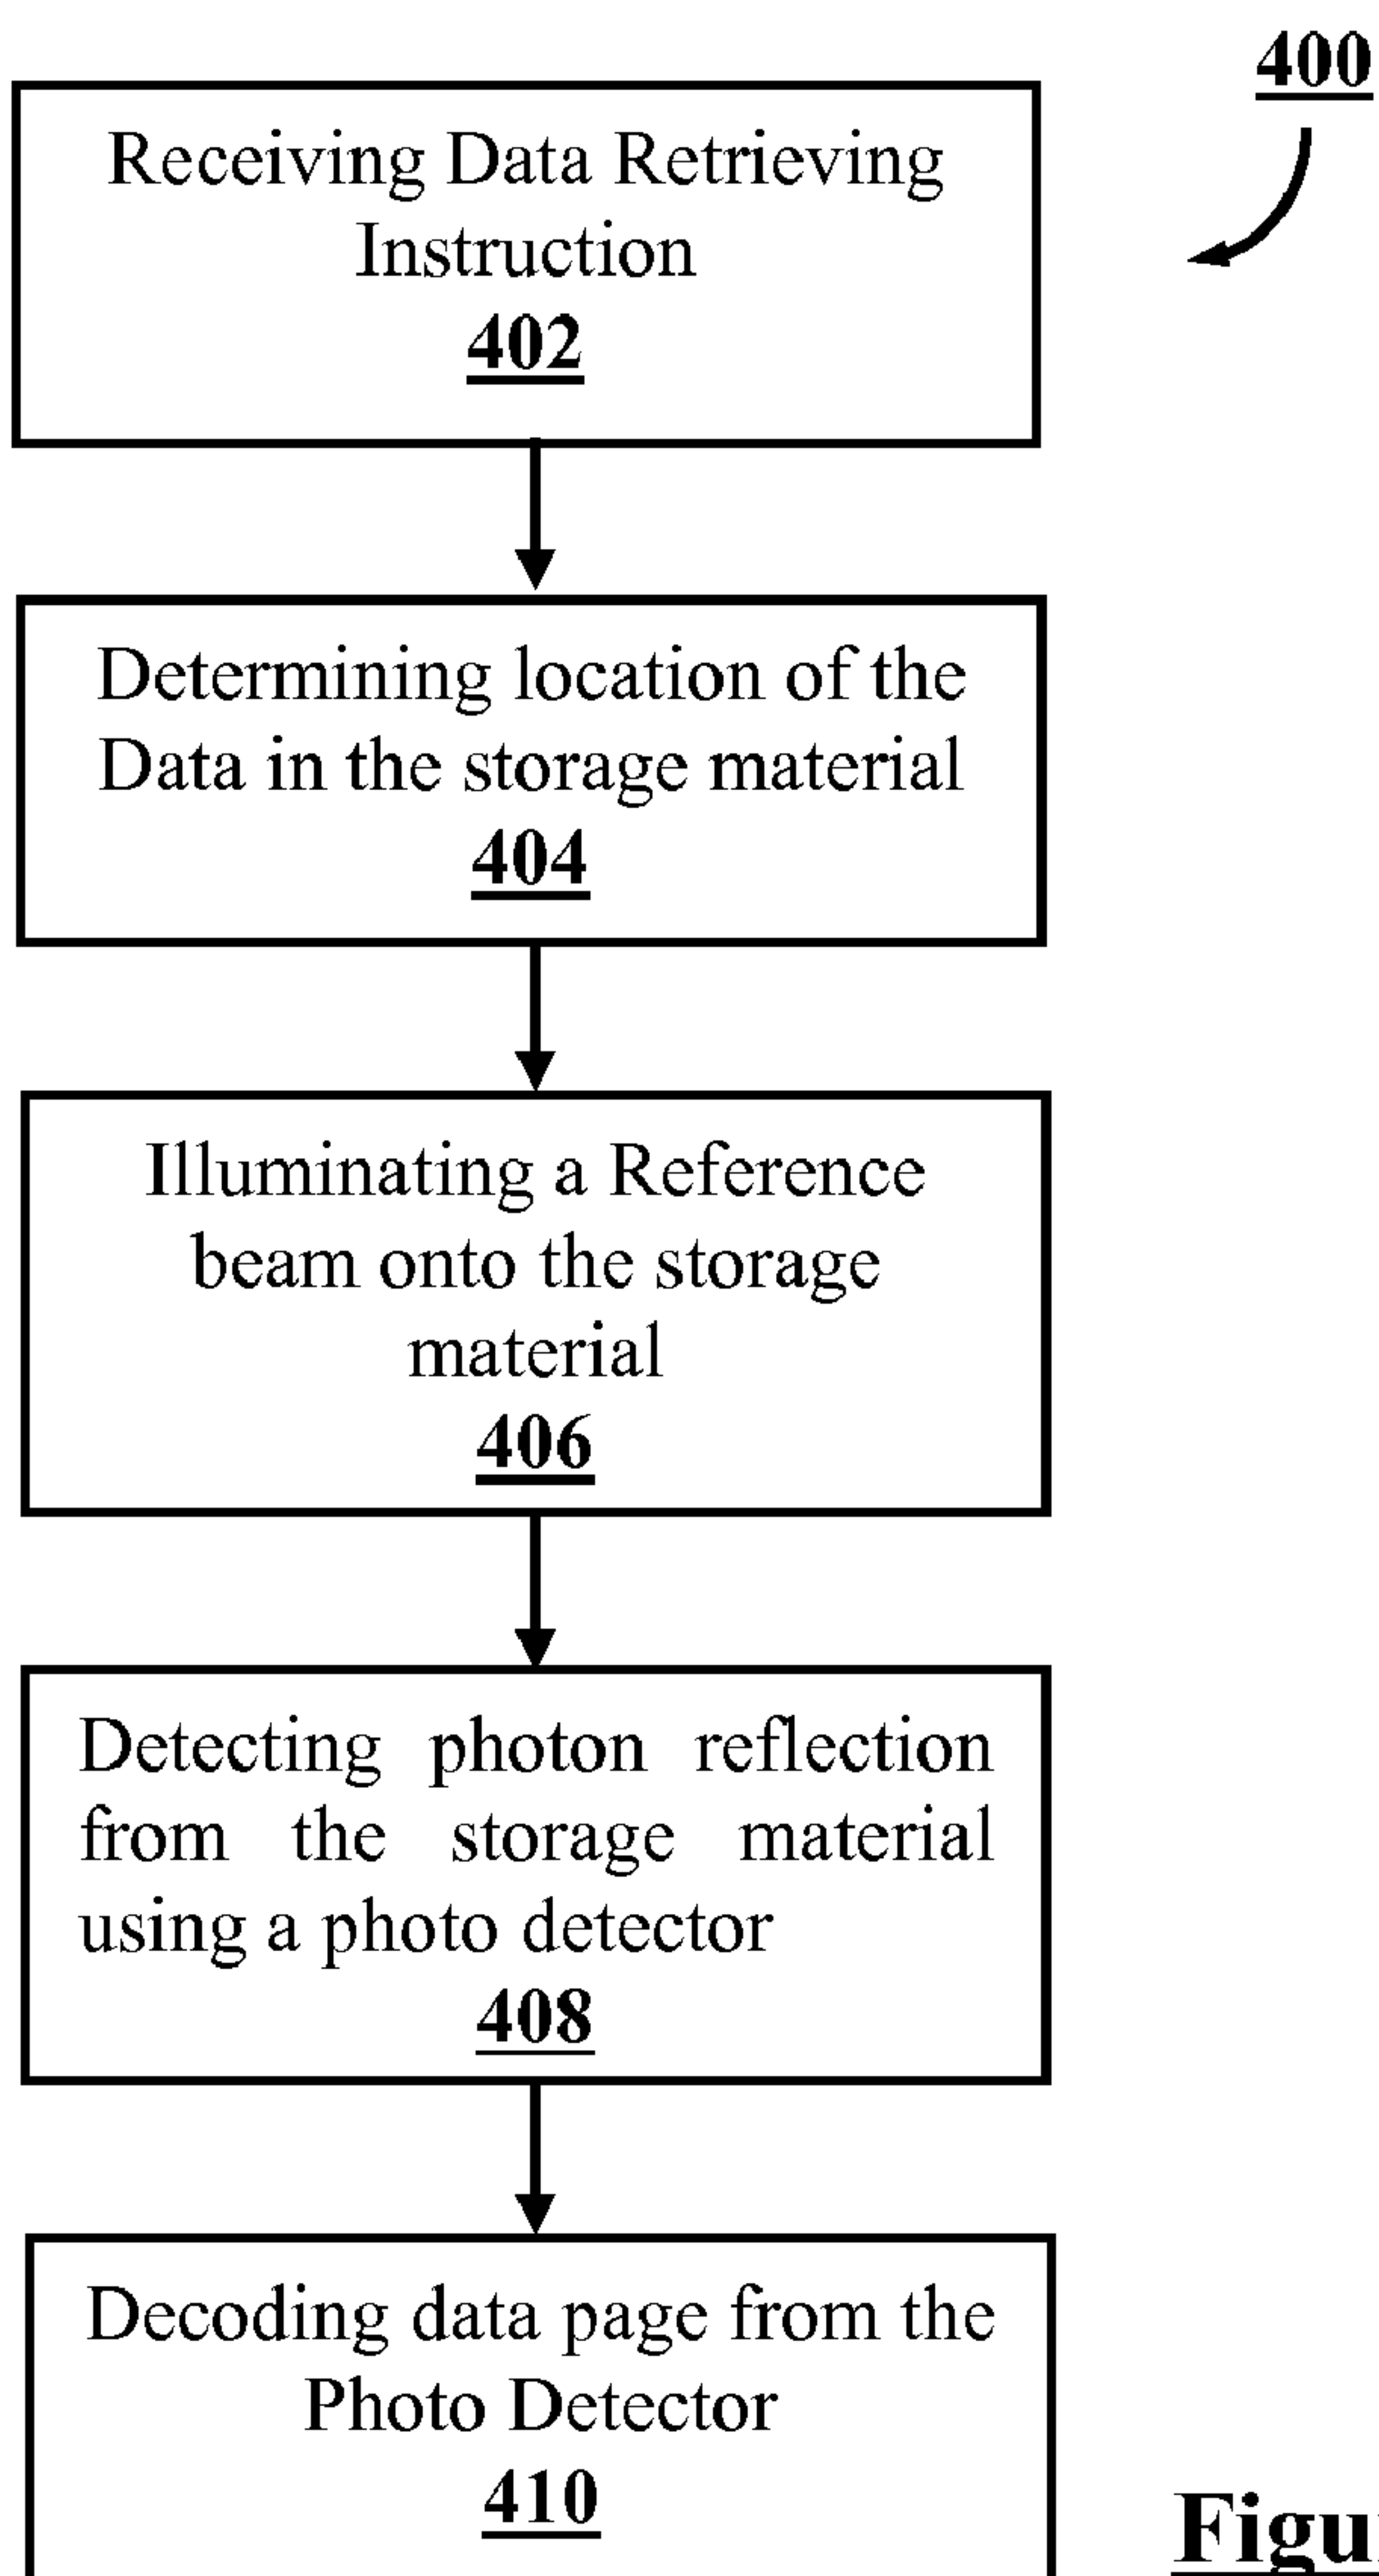 400
Receiving Data Retrieving
Instruction
402
Determining location of the
Data in the storage material
404
Illuminating a Reference
beam onto the storage
material
406
Detecting photon reflection
from the storage material
using a photo detector
408
Decoding data page from the
Photo Detector
410